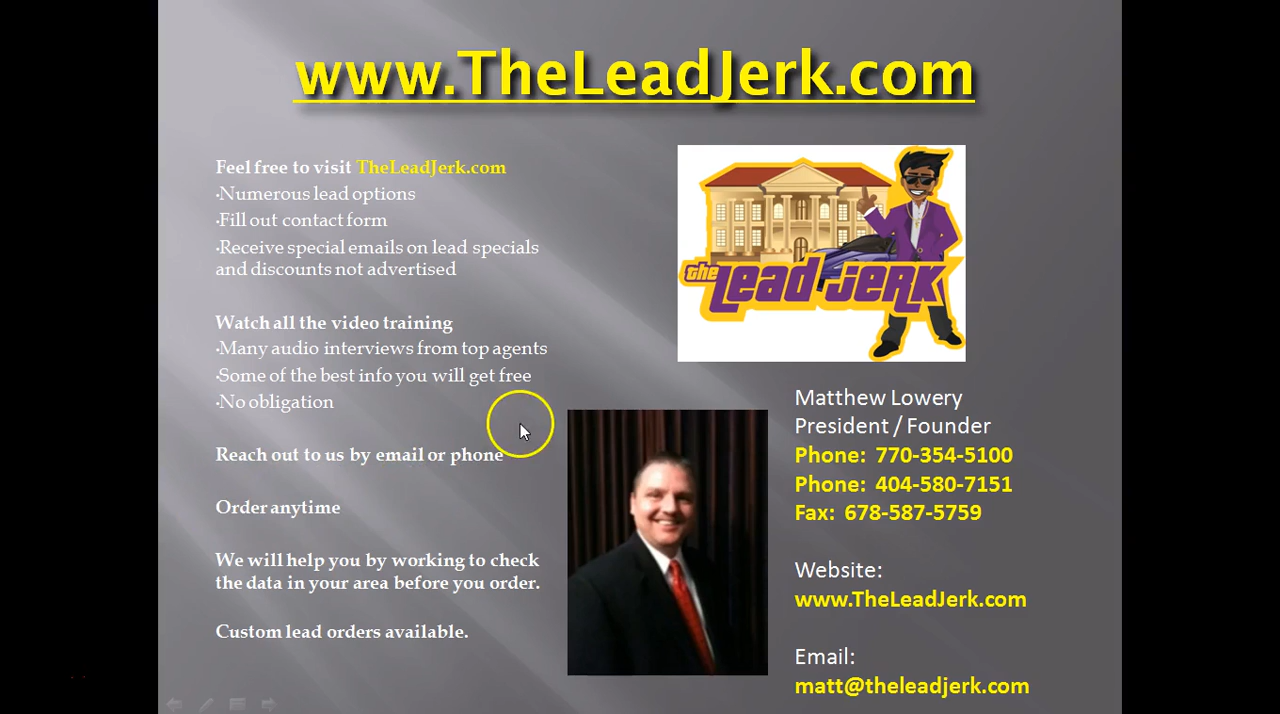 www.TheLeadJerk.com
Feel free to visit TheLeadJerk.com
•Numerous lead options
•Fill out contact form
•Receive special emails on lead specials
and discounts not advertised
Watch all the video training
•Many audio interviews from top agents
•Some of the best info you will get free
•No obligation
Reach out to us by email or phone
Order anytime
We will help you by working to check
the data in your area before you order.
Custom lead orders available.
the Lead Jerk
Matthew Lowery
President / Founder
Phone: 770-354-5100
Phone: 404-580-7151
Fax: 678-587-5759
Website:
www.TheLeadJerk.com
Email:
matt@theleadjerk.com